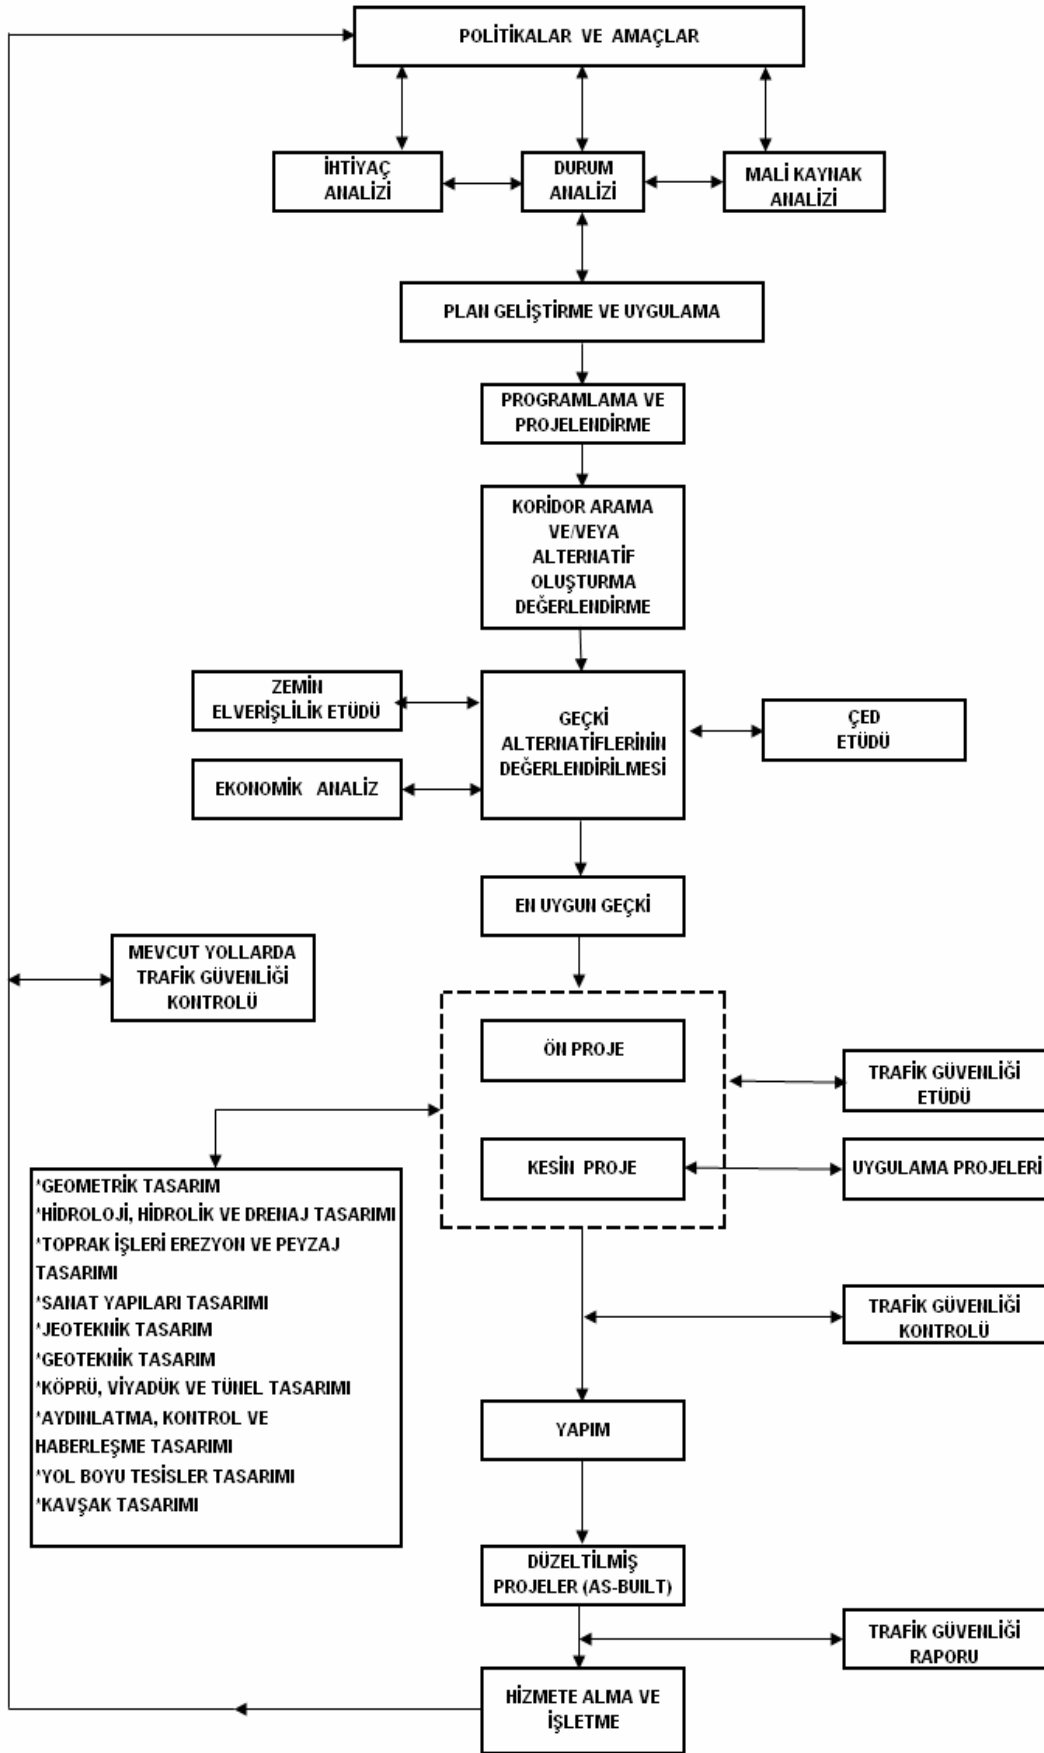 POLİTİKALAR VE AMAÇLAR
İHTİYAÇ
ANALİZİ
DURUM
ANALİZİ
MALİ KAYNAK
ANALİZİ
PLAN GELİŞTİRME VE UYGULAMA
PROGRAMLAMA VE
PROJELENDİRME
KORİDOR ARAMA
VE/VEYA
ALTERNATİF
OLUŞTURMA
DEĞERLENDİRME
ZEMİN
ELVERİŞLİLİK ETÜDÜ
GEÇKİ
ALTERNATİFLERİNİN
DEĞERLENDİRİLMESİ
ÇED
ETÜDÜ
EKONOMİK ANALİZ
EN UYGUN GEÇKİ
MEVCUT YOLLARDA
TRAFİK GÜVENLİĞİ
KONTROLÜ
ÖN PROJE
TRAFİK GÜVENLİĞİ
ETÜDÜ
KESİN PROJE
UYGULAMA PROJELERİ
*GEOMETRİK TASARIM
*HİDROLOJİ, HİDROLİK VE DRENAJ TASARIMI
*TOPRAK İŞLERİ EREZYON VE PEYZAJ
TASARIMI
*SANAT YAPILARI TASARIMI
*JEOTEKNİK TASARIM
*GEOTEKNİK TASARIM
*KÖPRÜ, VİYADÜK VE TÜNEL TASARIMI
*AYDINLATMA, KONTROL VE
HABERLEŞME TASARIMI
*YOL BOYU TESİSLER TASARIMI
*KAVŞAK TASARIMI
TRAFİK GÜVENLİĞİ
KONTROLÜ
YAPIM
DÜZELTİLMİŞ
PROJELER (AS-BUILT)
TRAFİK GÜVENLİĞİ
RAPORU
HİZMETE ALMA VE
İŞLETME